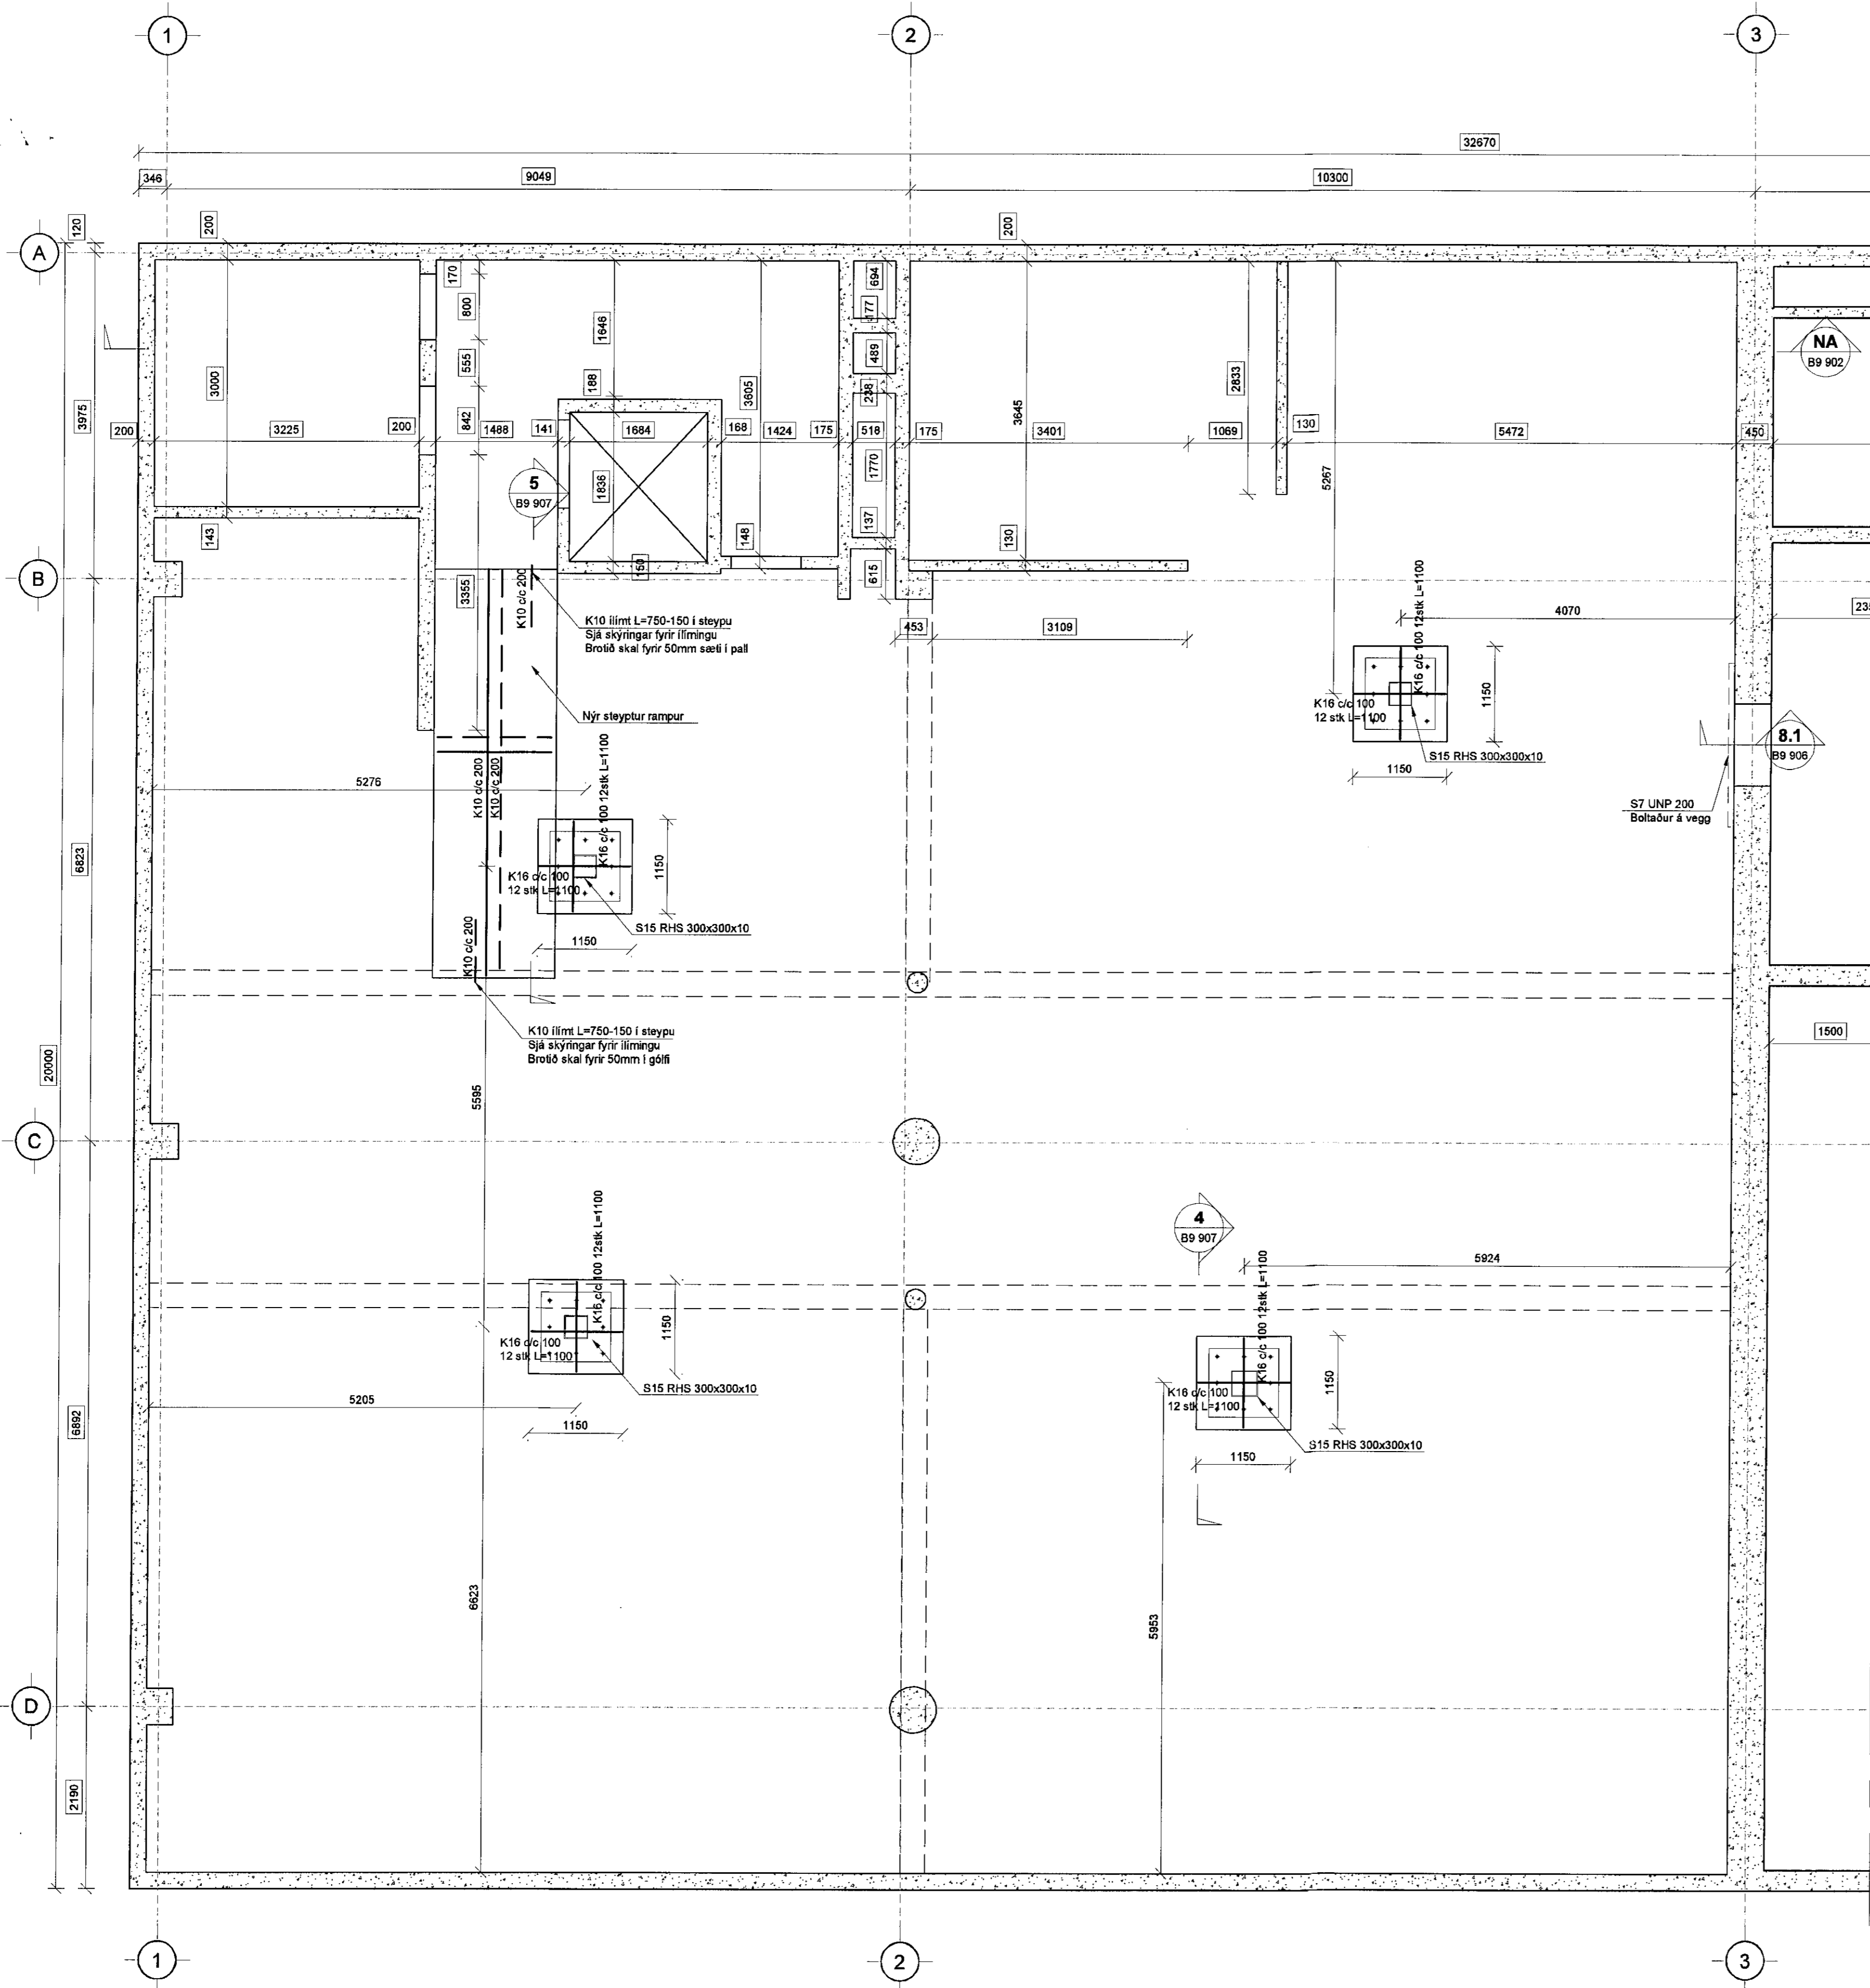 1
2
3
32670
346
9049
10300
120
200
200
A
170
694
800
177
1646
NA
B9 902
489
555
188
3000
3605
2833
238
3975
3645
842
200
3225
200
1488
141
1684
168
1424
175
518
175
3401
1069
130
5472
450
1770
5267
5
B9 907
1836
137
143
148
130
B
150
615
3355
K10 c/c 200
K10 ílímt L=750-150 í steypu
Sjá skýringar fyrir ílímingu
Brotið skal fyrir 50mm sæti í pall
453
3109
4070
K16 c/c 100 12stk L=1100
K16 c/c 100
12 stk L=1100
1150
Nýr steyptur rampur
8.1
B9 906
S15 RHS 300x300x10
1150
5276
K10 c/c 200
K10 c/c 200
K16 c/c 100 12stk L=1100
S7 UNP 200
Boltaður á vegg
6823
K16 c/c 100
12 stk L=1100
1150
S15 RHS 300x300x10
1150
K10 c/c 200
K10 ílímt L=750-150 í steypu
Sjá skýringar fyrir ílímingu
Brotið skal fyrir 50mm í gólfi
1500
20000
5595
C
4
B9 907
K16 c/c 100 12stk L=1100
5924
K16 c/c 100
12 stk L=1100
1150
K16 c/c 100 12stk L=1100
S15 RHS 300x300x10
5205
1150
K16 c/c 100
12 stk L=1100
1150
S15 RHS 300x300x10
1150
6892
6623
5953
D
2190
1
2
3